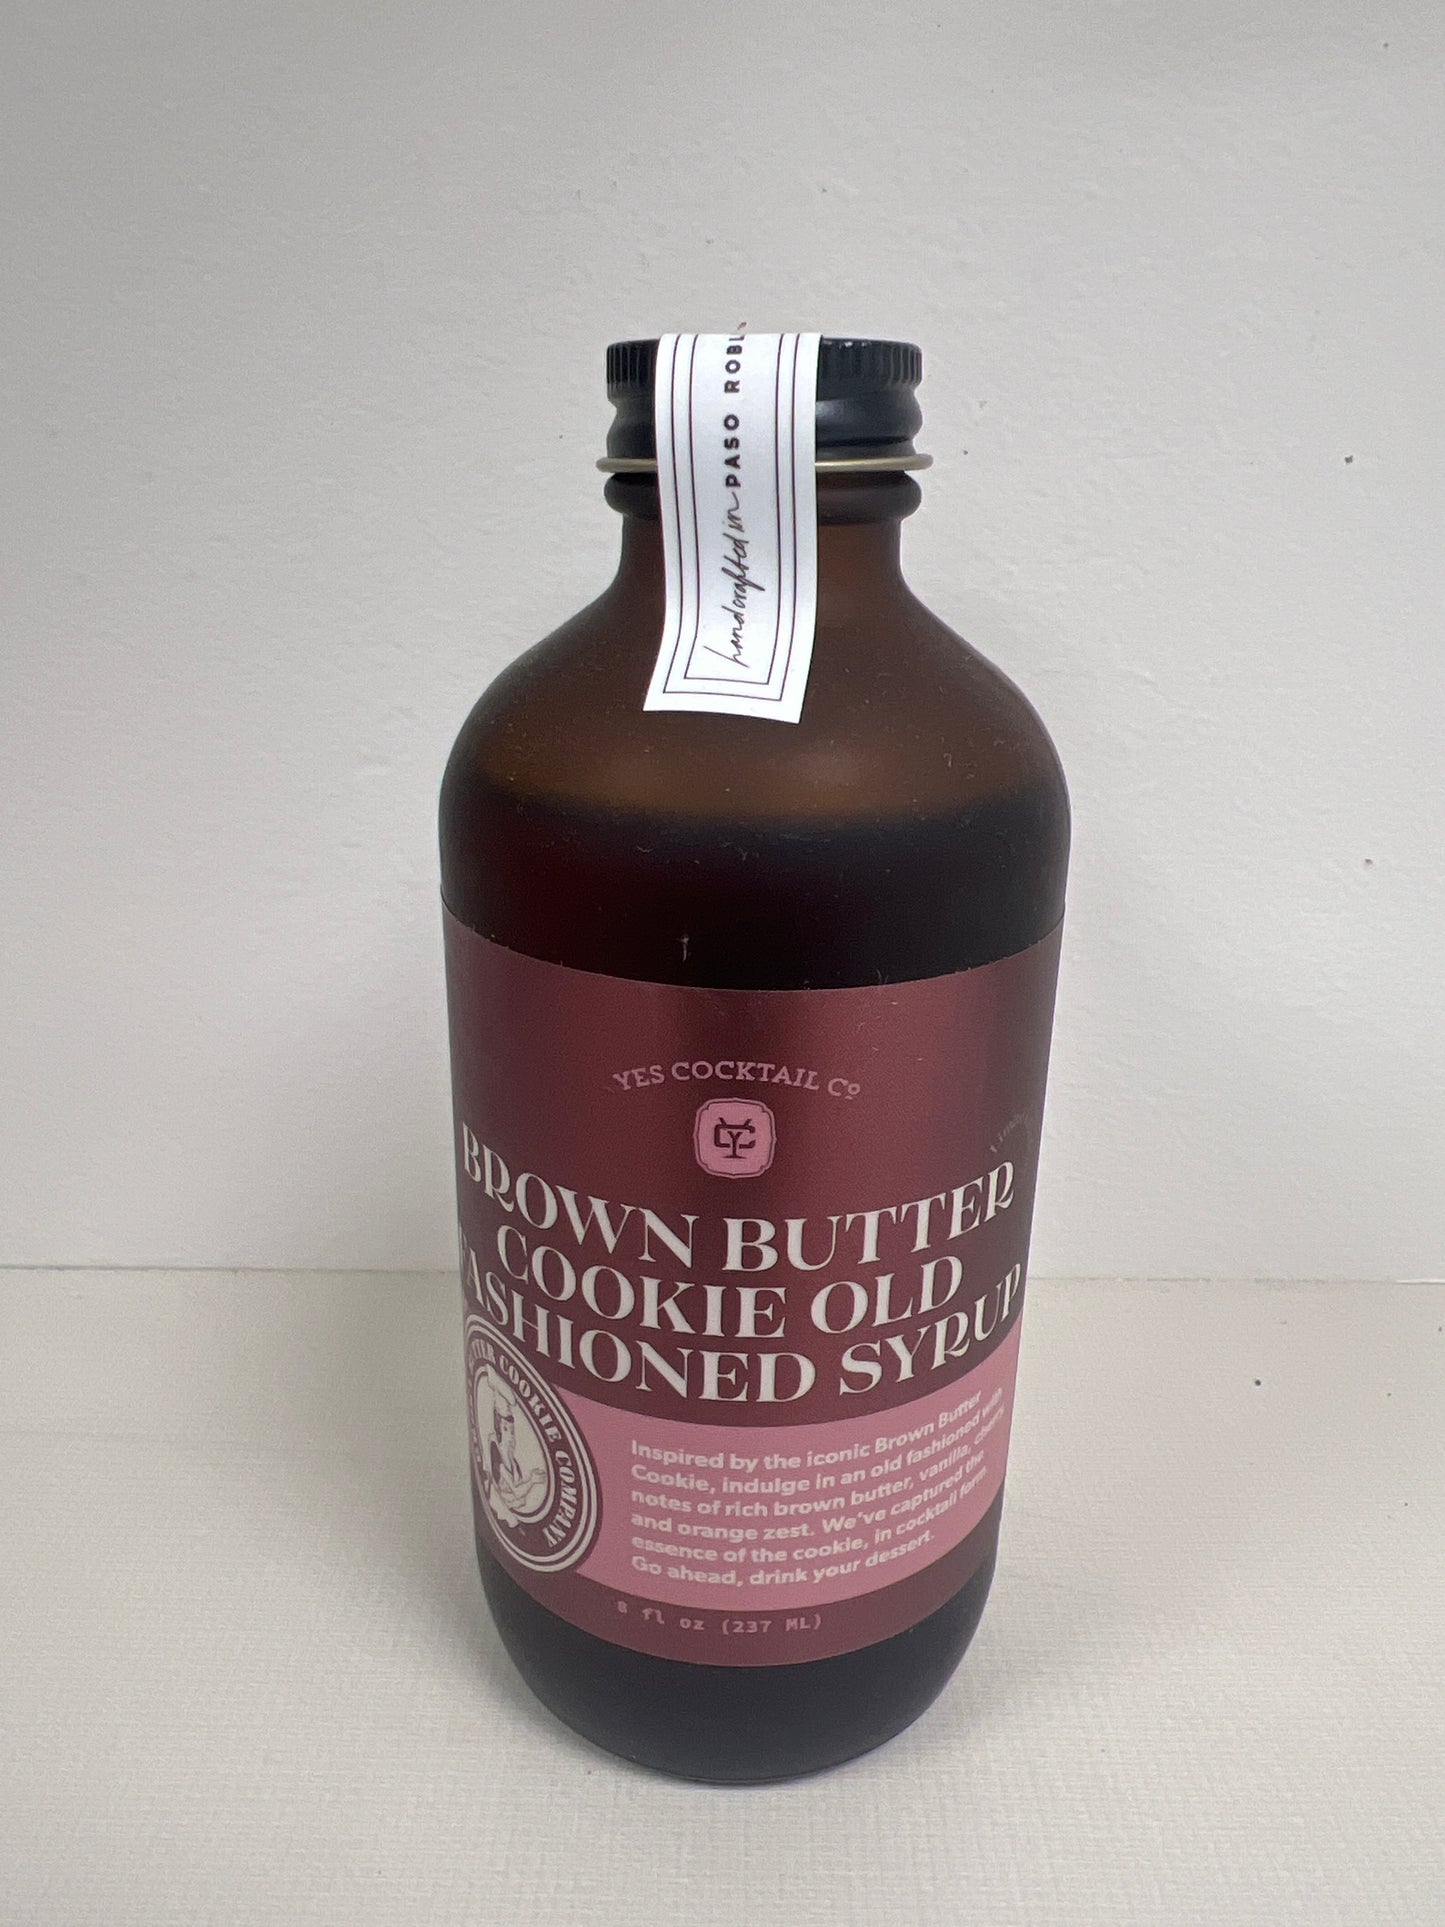 handcrafted in PASO ROBL
YES COCKTAIL Cº
YC
BROWN BUTTER
COOKIE OLD
FASHIONED SYRUP
COOKIE COMPANY
Inspired by the iconic Brown Butter
Cookie, indulge in an old fashioned with
notes of rich brown butter, vanilla, cherry
and orange zest. We've captured the
essence of the cookie, in cocktail form.
Go ahead, drink your dessert.
8 fl oz (237 ML)